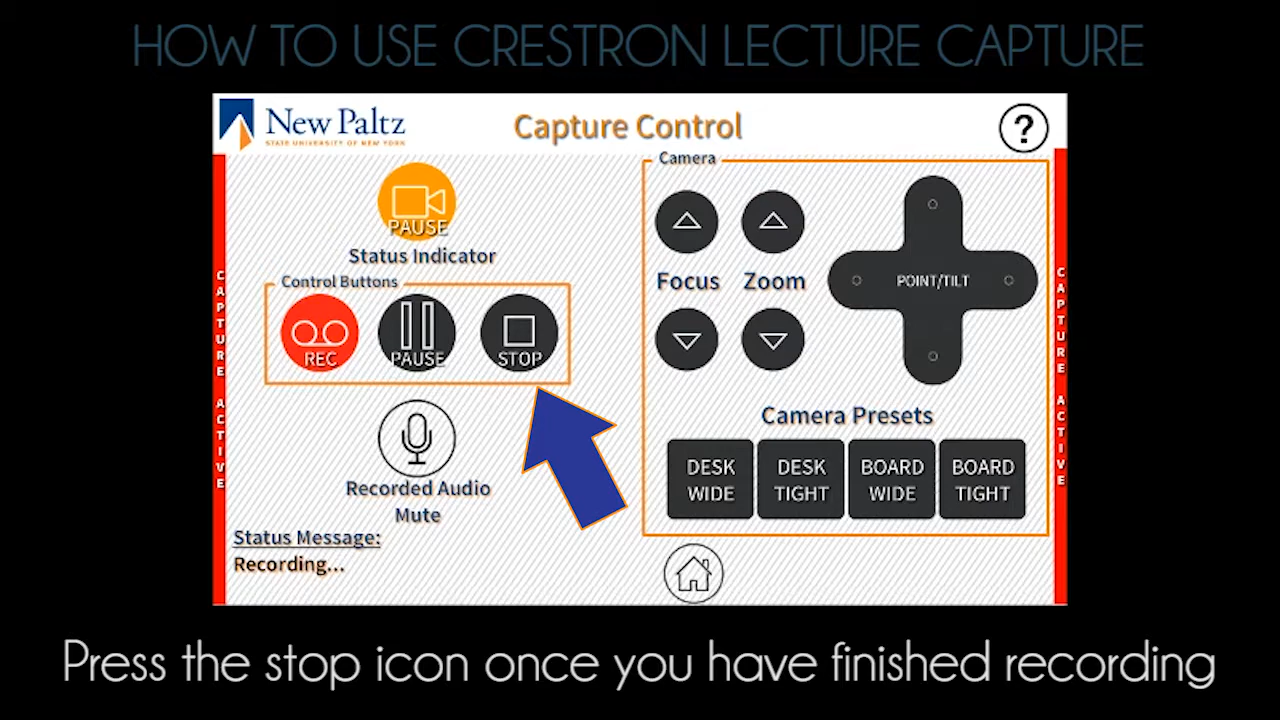 HOW TO USE CRESTRON LECTURE CAPTURE
New Paltz
STATE UNIVERSITY OF NEW YORK
Capture Control
?
PAUSE
Status Indicator
Control Buttons
REC
PAUSE
STOP
Recorded Audio
Mute
Status Message:
Recording...
Camera
Focus
Zoom
POINT/TILT
Camera Presets
DESK WIDE
DESK TIGHT
BOARD WIDE
BOARD TIGHT
CAPTURE ACTIVE
CAPTURE ACTIVE
Press the stop icon once you have finished recording